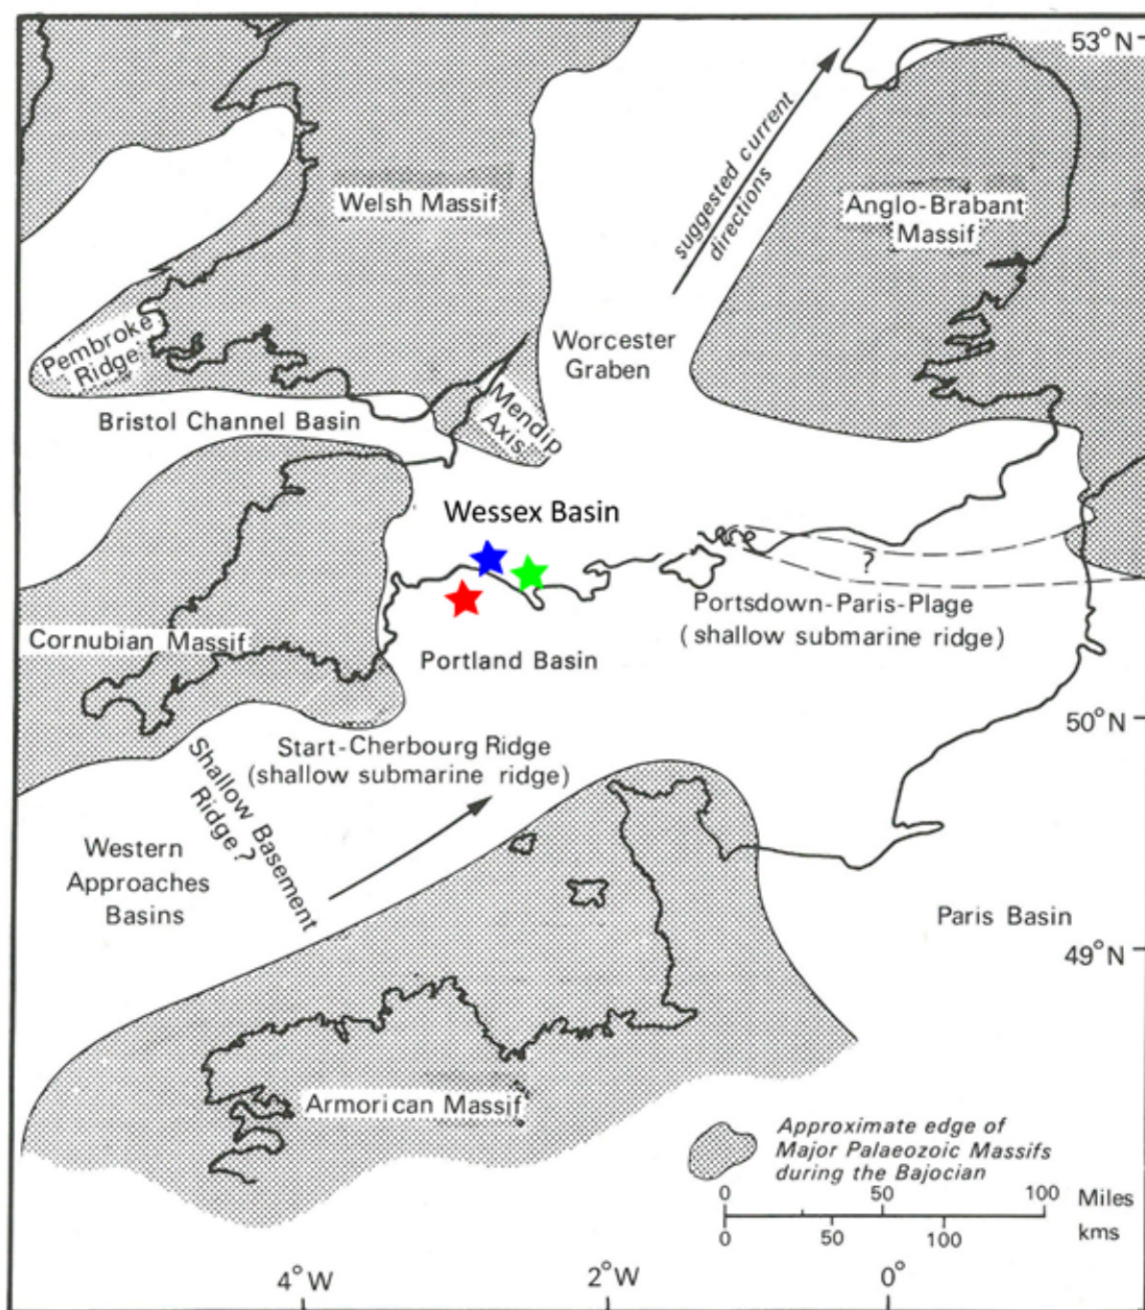 53°N
suggested current
directions
Welsh Massif
Anglo-Brabant
Massif
Pembroke
Ridge
Worcester
Graben
Bristol Channel Basin
Mendip
Axis
Wessex Basin
?
Portsdown-Paris-Plage
(shallow submarine ridge)
Cornubian Massif
Portland Basin
50°N
Start-Cherbourg Ridge
(shallow submarine ridge)
Shallow Basement
Ridge?
Western
Approaches
Basins
Paris Basin
49°N
Armorican Massif
Approximate edge of
Major Palaeozoic Massifs
during the Bajocian
0 50 100 Miles
0 50 100 kms
4°W 2°W 0°